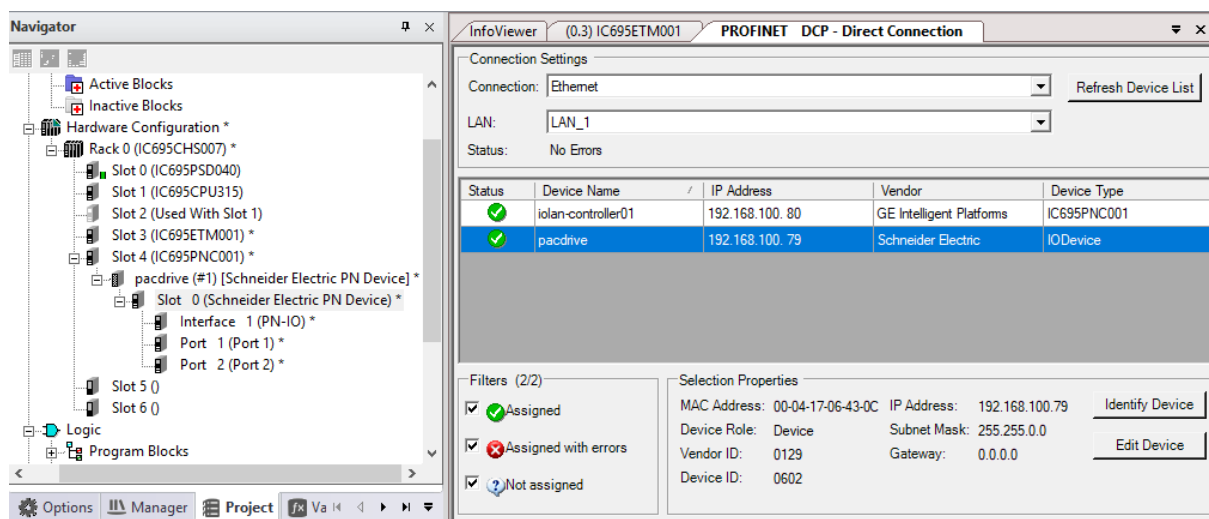 Navigator
Active Blocks
Inactive Blocks
Hardware Configuration *
Rack 0 (IC695CHS007) *
Slot 0 (IC695PSD040)
Slot 1 (IC695CPU315)
Slot 2 (Used With Slot 1)
Slot 3 (IC695ETM001) *
Slot 4 (IC695PNC001) *
pacdrive (#1) [Schneider Electric PN Device] *
Slot 0 (Schneider Electric PN Device) *
Interface 1 (PN-IO) *
Port 1 (Port 1) *
Port 2 (Port 2) *
Slot 5 ()
Slot 6 ()
Logic
Program Blocks
Options Manager Project Va
InfoViewer (0.3) IC695ETM001 PROFINET DCP - Direct Connection
Connection Settings
Connection: Ethernet Refresh Device List
LAN: LAN_1
Status: No Errors
Status Device Name / IP Address Vendor Device Type
iolan-controller01 192.168.100. 80 GE Intelligent Platforms IC695PNC001
pacdrive 192.168.100. 79 Schneider Electric IODevice
Filters (2/2)
Assigned
Assigned with errors
Not assigned
Selection Properties
MAC Address: 00-04-17-06-43-0C IP Address: 192.168.100.79 Identify Device
Device Role: Device Subnet Mask: 255.255.0.0
Vendor ID: 0129 Gateway: 0.0.0.0 Edit Device
Device ID: 0602